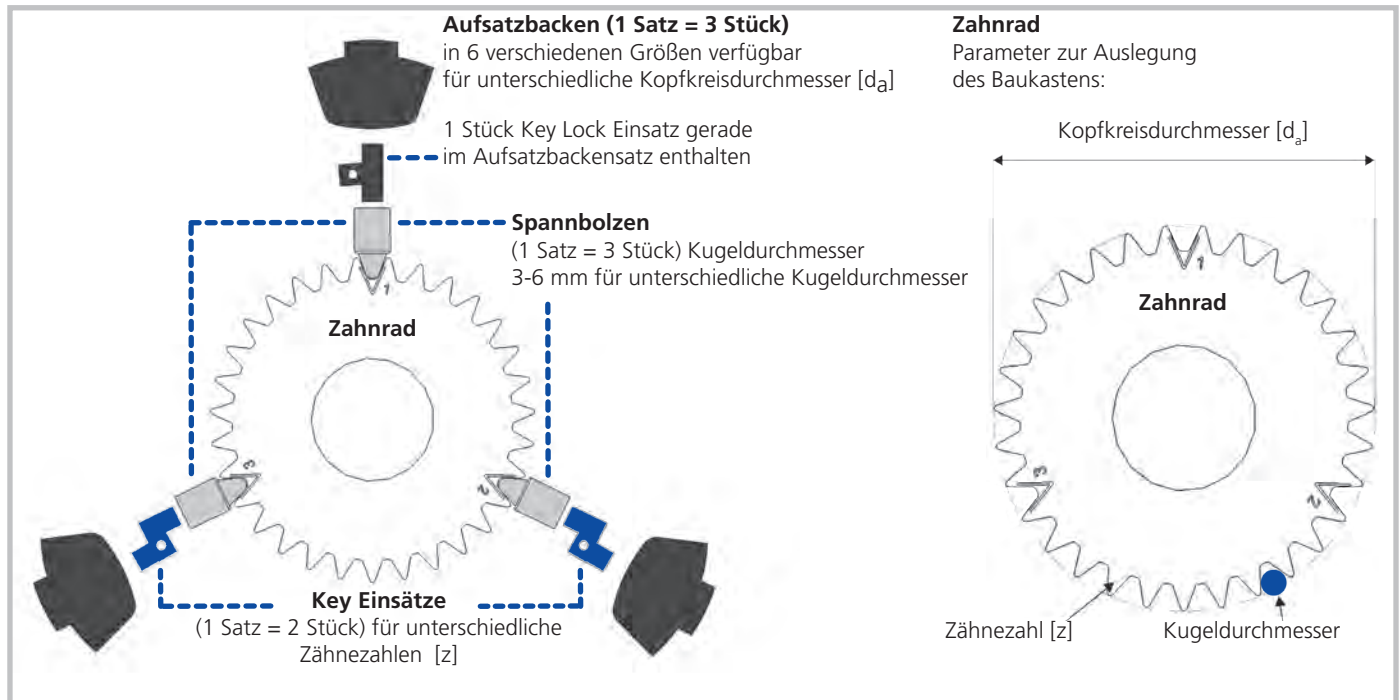 Aufsatzbacken (1 Satz = 3 Stück)
in 6 verschiedenen Größen verfügbar
für unterschiedliche Kopfkreisdurchmesser [da]
1 Stück Key Lock Einsatz gerade
im Aufsatzbackensatz enthalten
Spannbolzen
(1 Satz = 3 Stück) Kugeldurchmesser
3-6 mm für unterschiedliche Kugeldurchmesser
1
Zahnrad
3
2
Key Einsätze
(1 Satz = 2 Stück) für unterschiedliche
Zähnezahlen [z]
Zahnrad
Parameter zur Auslegung
des Baukastens:
Kopfkreisdurchmesser [da]
1
Zahnrad
3
2
Zähnezahl [z]
Kugeldurchmesser